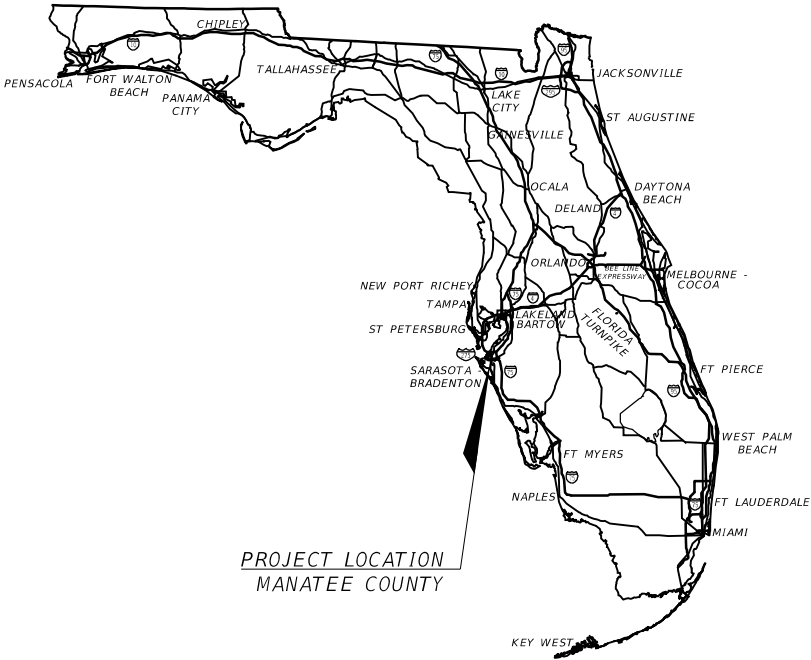 CHIPLEY
PENSACOLA
FORT WALTON
BEACH
PANAMA
CITY
TALLAHASSEE
LAKE
CITY
JACKSONVILLE
ST AUGUSTINE
GAINESVILLE
OCALA
DELAND
DAYTONA
BEACH
ORLANDO
BEE LINE
EXPRESSWAY
MELBOURNE -
COCOA
NEW PORT RICHEY
TAMPA
ST PETERSBURG
LAKELAND
BARTOW
FLORIDA
TURNPIKE
SARASOTA -
BRADENTON
FT PIERCE
WEST PALM
BEACH
FT MYERS
NAPLES
FT LAUDERDALE
MIAMI
PROJECT LOCATION
MANATEE COUNTY
KEY WEST